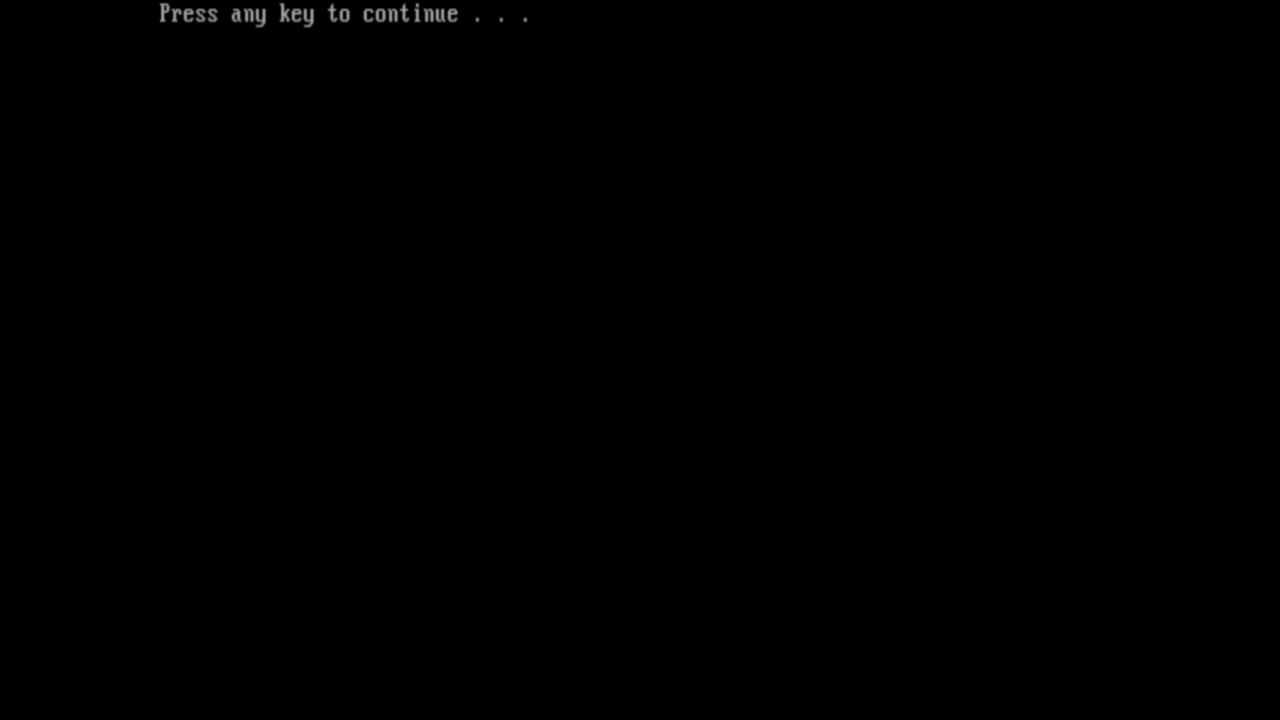 Press any key to continue . . .